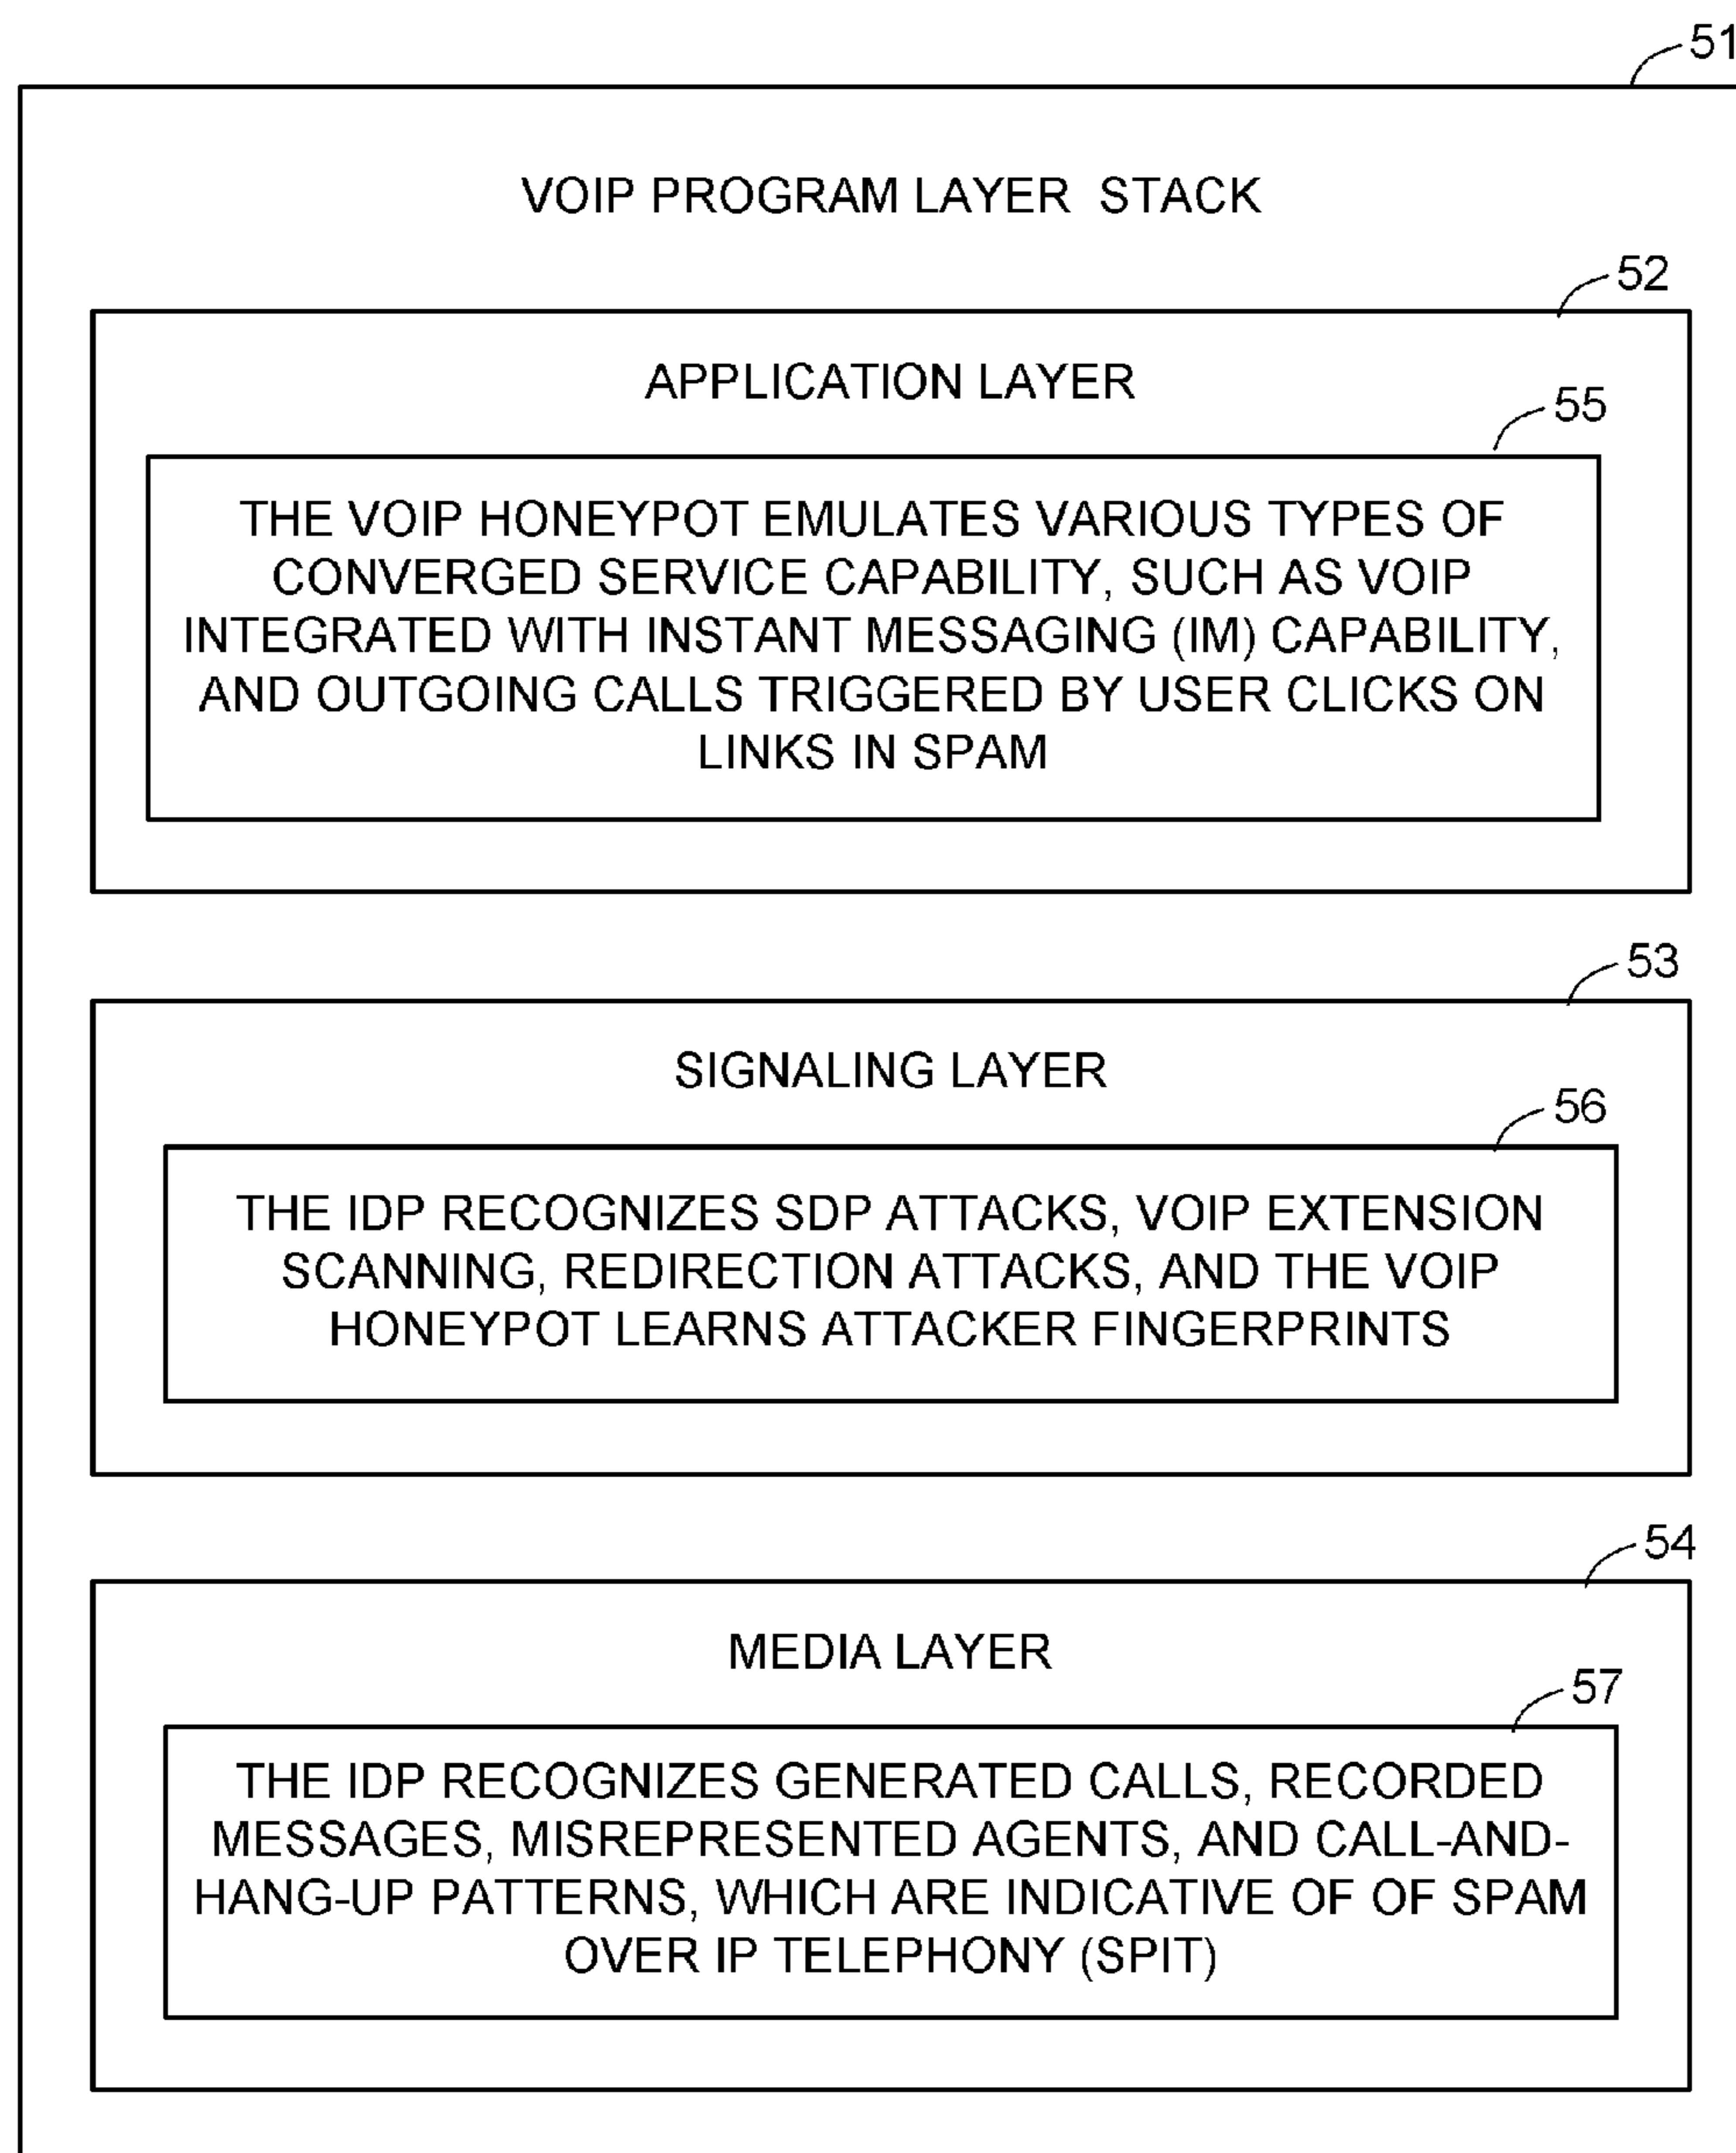 51
VOIP PROGRAM LAYER STACK
52
APPLICATION LAYER
55
THE VOIP HONEYPOT EMULATES VARIOUS TYPES OF
CONVERGED SERVICE CAPABILITY, SUCH AS VOIP
INTEGRATED WITH INSTANT MESSAGING (IM) CAPABILITY,
AND OUTGOING CALLS TRIGGERED BY USER CLICKS ON
LINKS IN SPAM
53
SIGNALING LAYER
56
THE IDP RECOGNIZES SDP ATTACKS, VOIP EXTENSION
SCANNING, REDIRECTION ATTACKS, AND THE VOIP
HONEYPOT LEARNS ATTACKER FINGERPRINTS
54
MEDIA LAYER
57
THE IDP RECOGNIZES GENERATED CALLS, RECORDED
MESSAGES, MISREPRESENTED AGENTS, AND CALL-AND-
HANG-UP PATTERNS, WHICH ARE INDICATIVE OF OF SPAM
OVER IP TELEPHONY (SPIT)